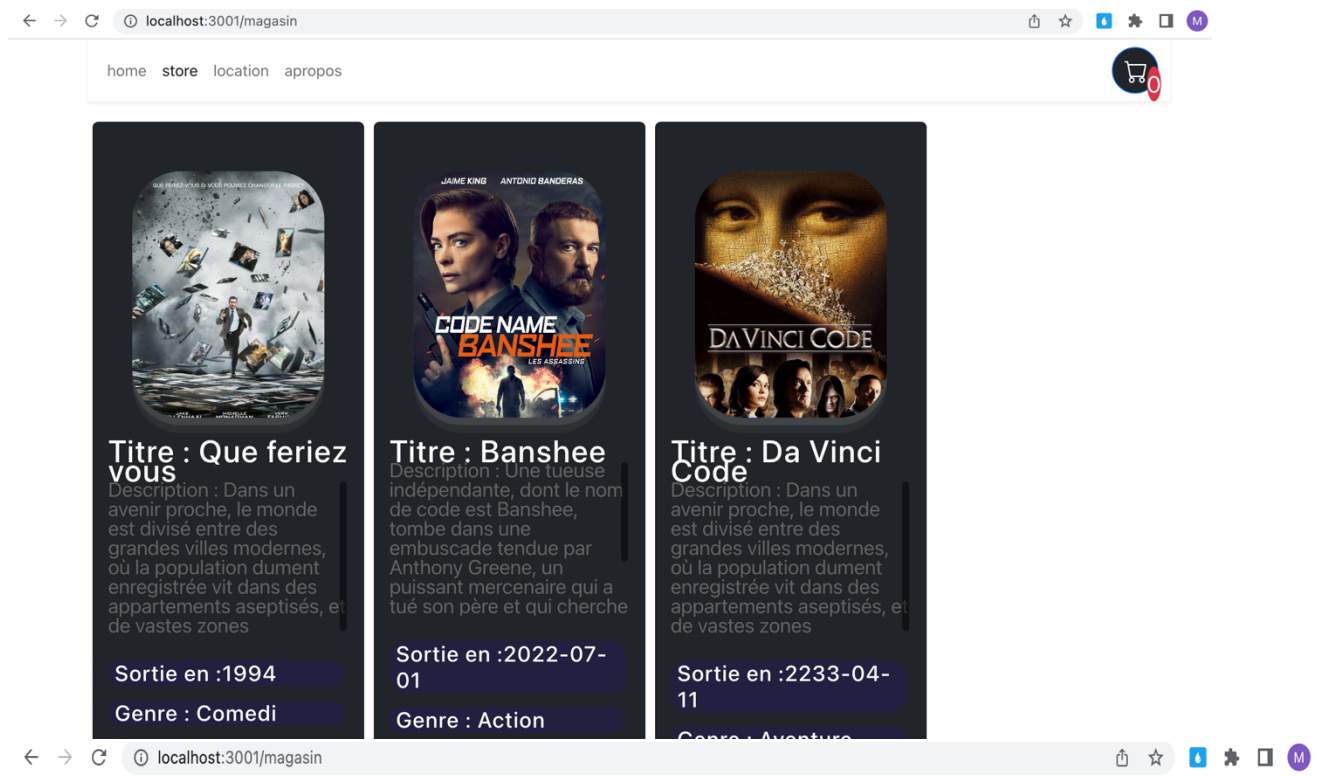 localhost:3001/magasin
M
home store location apropos
0
QUE FERIEZ-VOUS SI VOUS POUVIEZ CHANGER LE PASSÉ?
JAKE MICHELLE VERA
MONAGHAN
Titre : Que feriez
vous
Description : Dans un
avenir proche, le monde
est divisé entre des
grandes villes modernes,
où la population dument
enregistrée vit dans des
appartements aseptisés, et
de vastes zones
Sortie en :1994
Genre : Comedi
JAIME KING ANTONIO BANDERAS
CODE NAME
BANSHEE
LES ASSASSINS
Titre : Banshee
Description : Une tueuse
indépendante, dont le nom
de code est Banshee,
tombe dans une
embuscade tendue par
Anthony Greene, un
puissant mercenaire qui a
tué son père et qui cherche
Sortie en :2022-07-
01
Genre : Action
DA VINCI CODE
Titre : Da Vinci
Code
Description : Dans un
avenir proche, le monde
est divisé entre des
grandes villes modernes,
où la population dument
enregistrée vit dans des
appartements aseptisés, et
de vastes zones
Sortie en :2233-04-
11
Genre : Aventure
localhost:3001/magasin
M